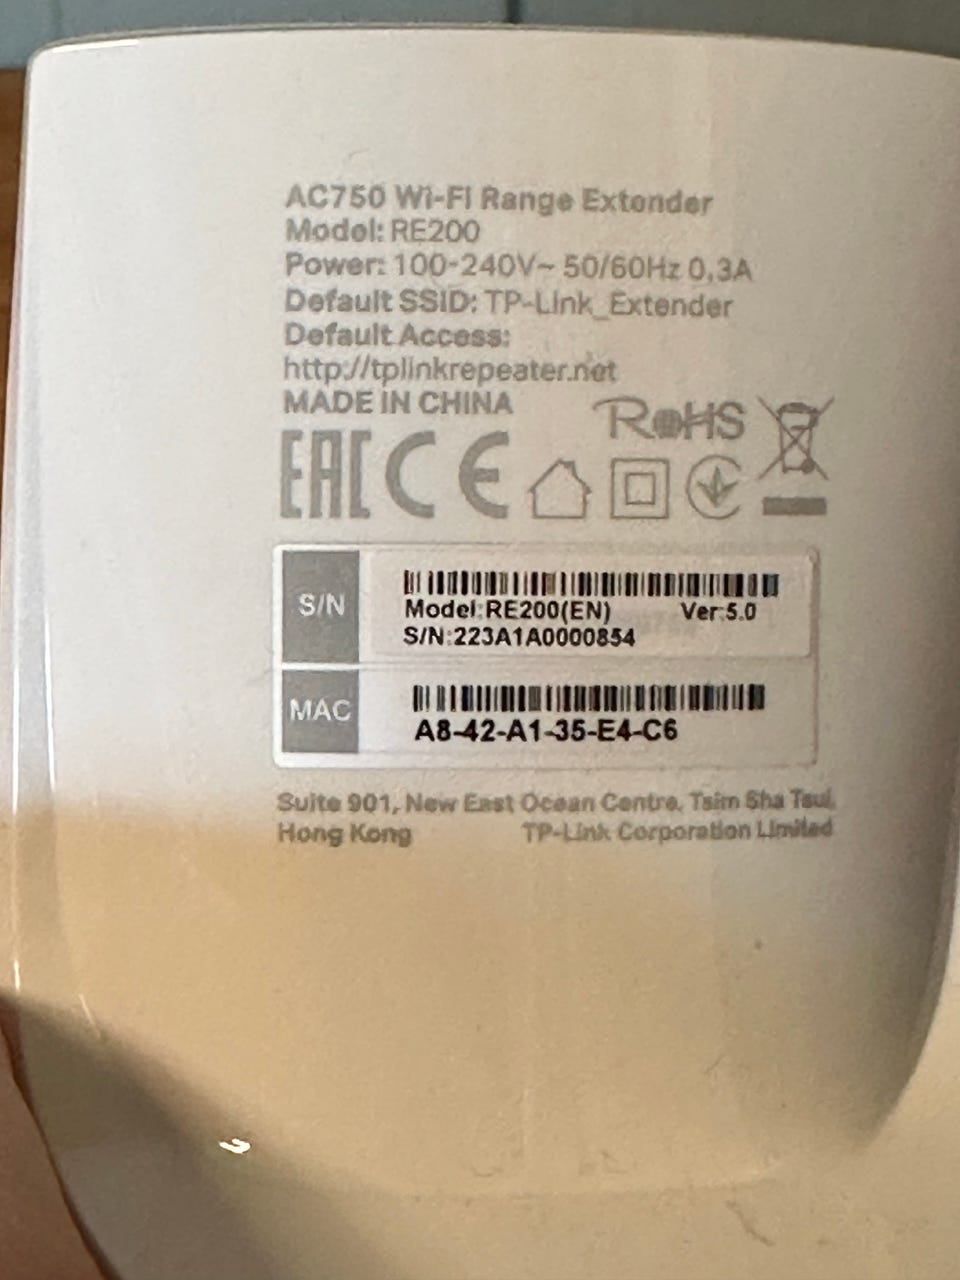 AC750 Wi-Fi Range Extender
Model: RE200
Power: 100-240V~ 50/60Hz 0.3A
Default SSID: TP-Link_Extender
Default Access:
http://tplinkrepeater.net
MADE IN CHINA
RoHS
EAC CE
S/N
Model:RE200(EN) Ver:5.0
S/N:223A1A0000854
MAC
A8-42-A1-35-E4-C6
Suite 901, New East Ocean Centre, Tsim Sha Tsui,
Hong Kong TP-Link Corporation Limited